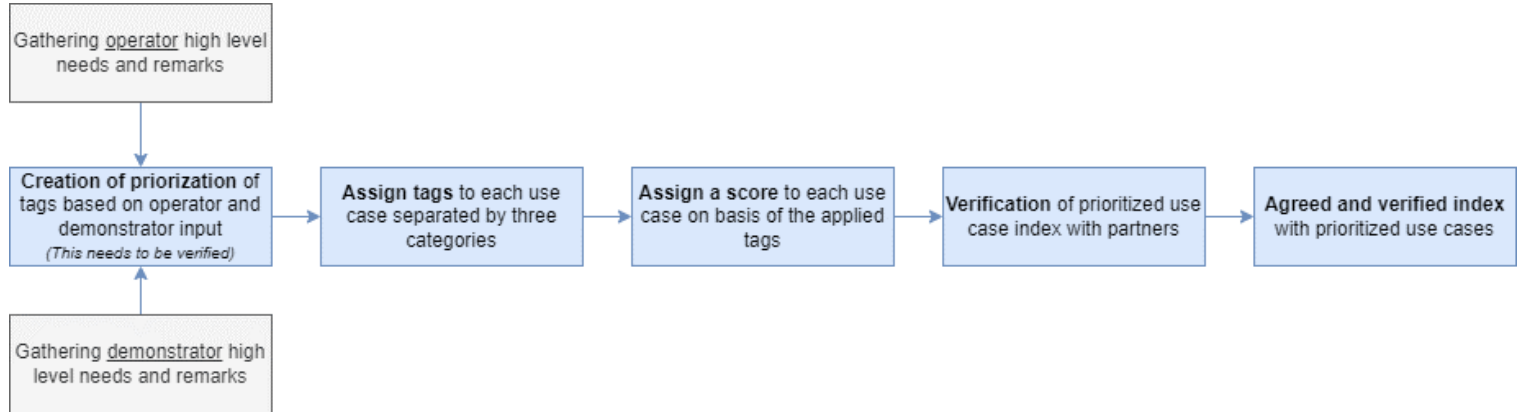 Gathering operator high level
needs and remarks
Creation of priorization of
tags based on operator and
demonstrator input
(This needs to be verified)
Assign tags to each use
case separated by three
categories
Assign a score to each use
case on basis of the applied
tags
Verification of prioritized use
case index with partners
Agreed and verified index
with prioritized use cases
Gathering demonstrator high
level needs and remarks